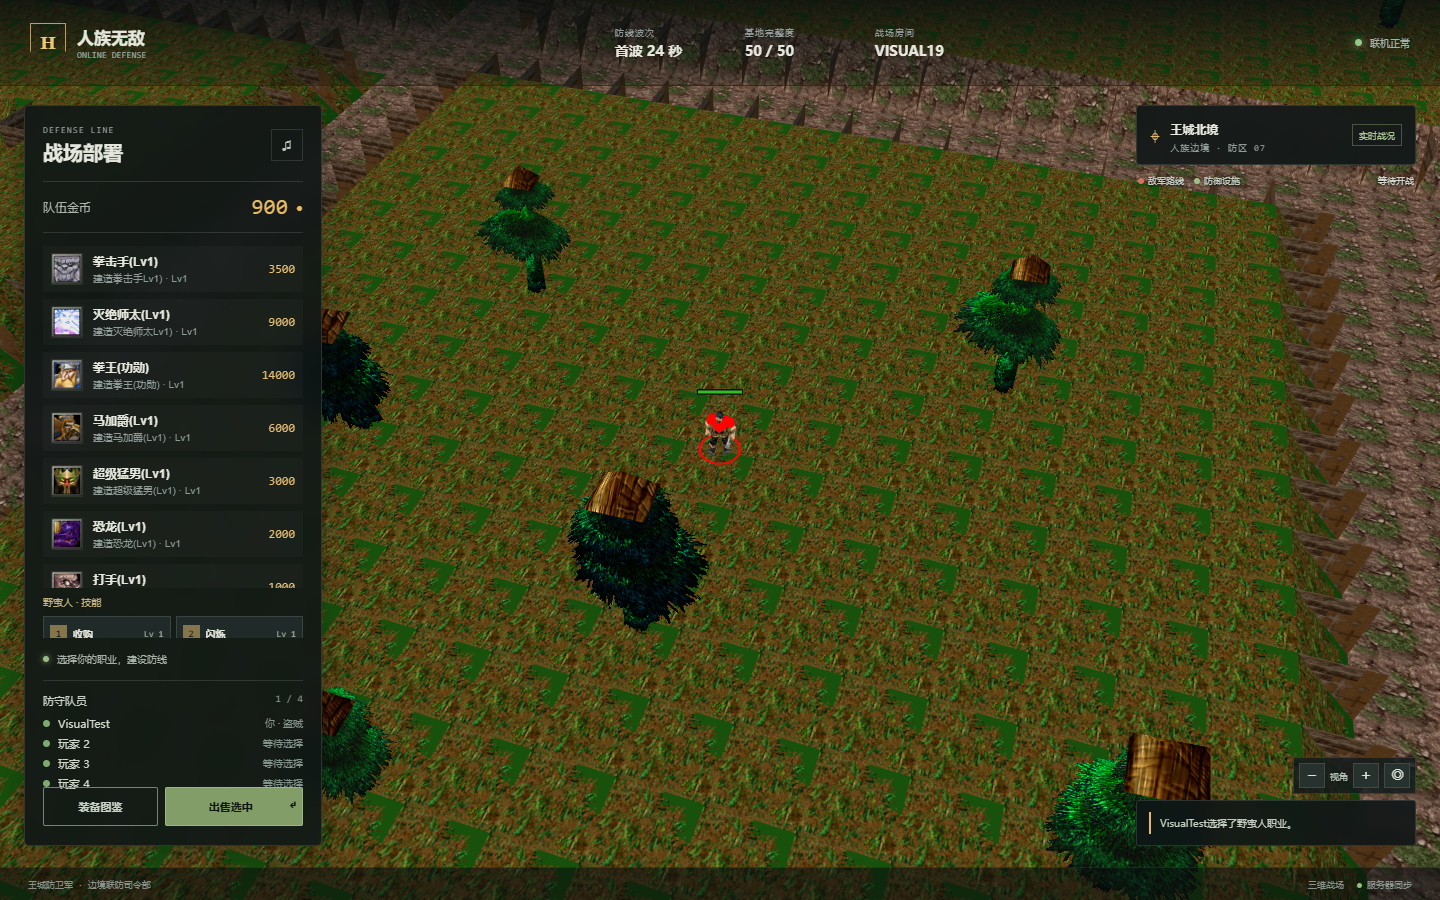 H
人族无敌
ONLINE DEFENSE
防线波次
首波 24 秒
基地完整度
50 / 50
战场房间
VISUAL19
联机正常
DEFENSE LINE
战场部署
队伍金币
900
拳击手(Lv1)
建造拳击手Lv1) · Lv1
3500
灭绝师太(Lv1)
建造灭绝师太Lv1) · Lv1
9000
拳王(功勋)
建造拳王(功勋) · Lv1
14000
马加爵(Lv1)
建造马加爵(Lv1) · Lv1
6000
超级猛男(Lv1)
建造超级猛男(Lv1) · Lv1
3000
恐龙(Lv1)
建造恐龙(Lv1) · Lv1
2000
打手(Lv1)
1000
野蛮人 · 技能
1 收购 Lv 1
2 闪烁 Lv 1
选择你的职业，建设防线
防守队员
1 / 4
VisualTest
你 · 盗贼
玩家 2
等待选择
玩家 3
等待选择
玩家 4
等待选择
装备图鉴
出售选中
王城北境
人族边境 · 防区 07
实时战况
敌军路线
防御设施
等待开战
− 视角 +
VisualTest选择了野蛮人职业。
王城防卫军 · 边境联防司令部
三维战场
服务器同步